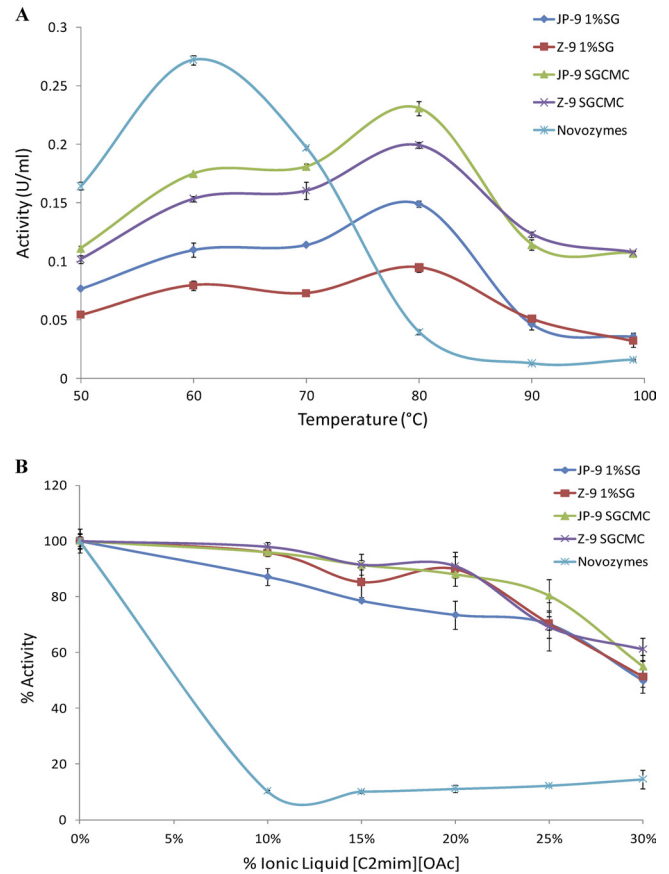 A
JP-9 1%SG
Z-9 1%SG
JP-9 SGCMC
Z-9 SGCMC
Novozymes
Activity (U/ml)
0.3
0.25
0.2
0.15
0.1
0.05
0
50 60 70 80 90 100
Temperature (°C)
B
JP-9 1%SG
Z-9 1%SG
JP-9 SGCMC
Z-9 SGCMC
Novozymes
% Activity
120
100
80
60
40
20
0
0% 5% 10% 15% 20% 25% 30%
% Ionic Liquid [C2mim][OAc]